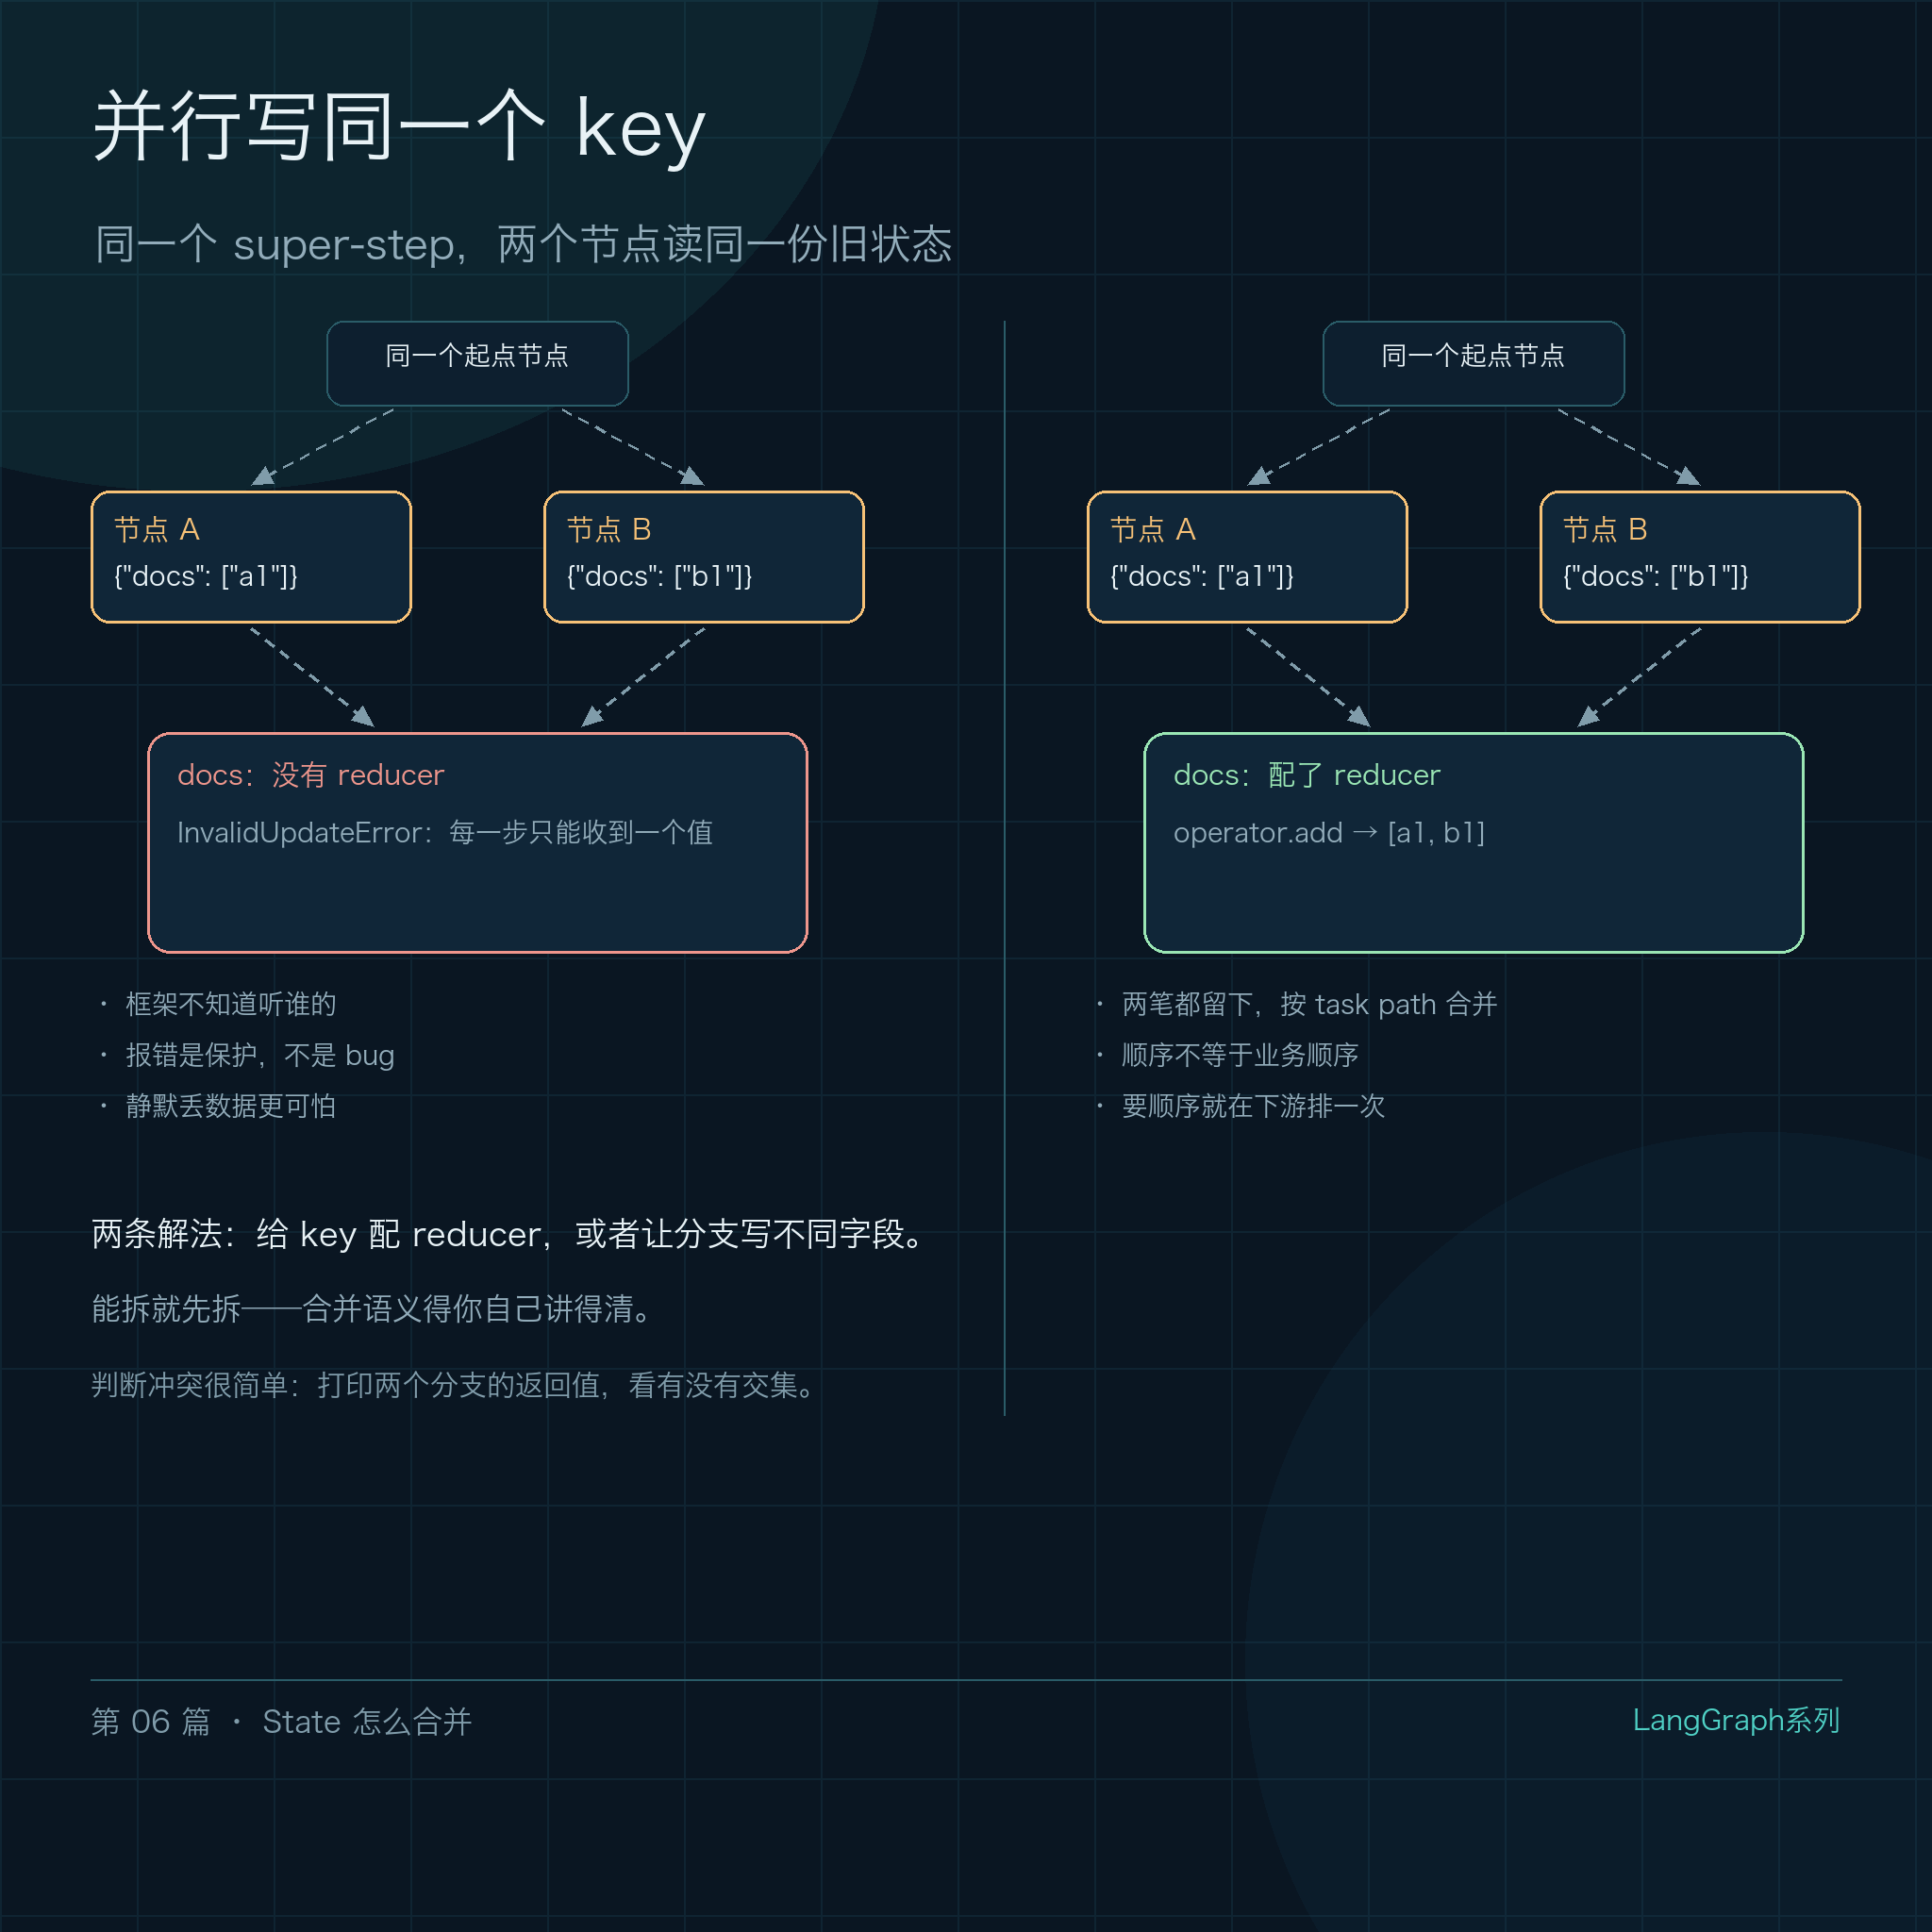 并行写同一个 key
同一个 super-step，两个节点读同一份旧状态
同一个起点节点
节点 A
{"docs": ["a1"]}
节点 B
{"docs": ["b1"]}
docs：没有 reducer
InvalidUpdateError：每一步只能收到一个值
· 框架不知道听谁的
· 报错是保护，不是 bug
· 静默丢数据更可怕
同一个起点节点
节点 A
{"docs": ["a1"]}
节点 B
{"docs": ["b1"]}
docs：配了 reducer
operator.add → [a1, b1]
· 两笔都留下，按 task path 合并
· 顺序不等于业务顺序
· 要顺序就在下游排一次
两条解法：给 key 配 reducer，或者让分支写不同字段。
能拆就先拆——合并语义得你自己讲得清。
判断冲突很简单：打印两个分支的返回值，看有没有交集。
第 06 篇 · State 怎么合并
LangGraph系列